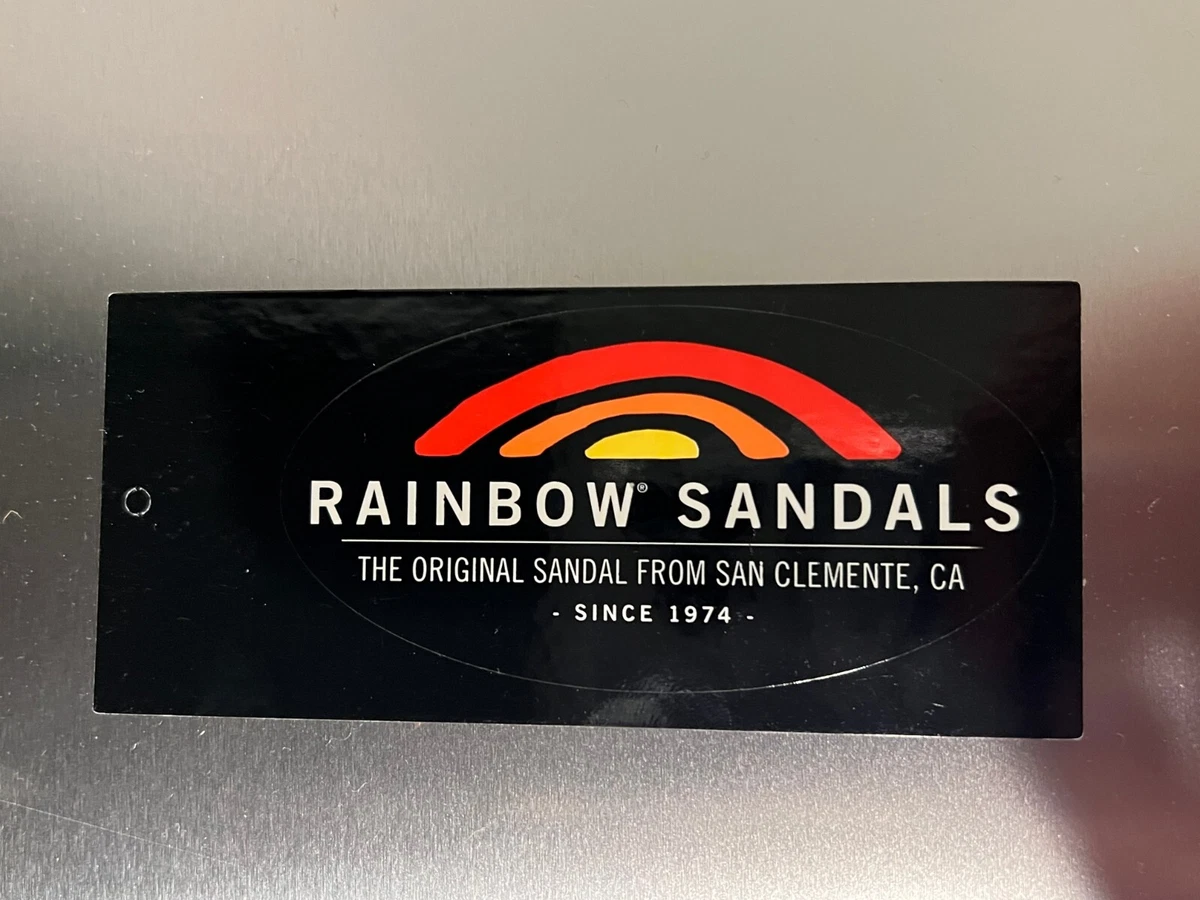 RAINBOW® SANDALS
THE ORIGINAL SANDAL FROM SAN CLEMENTE, CA
- SINCE 1974 -